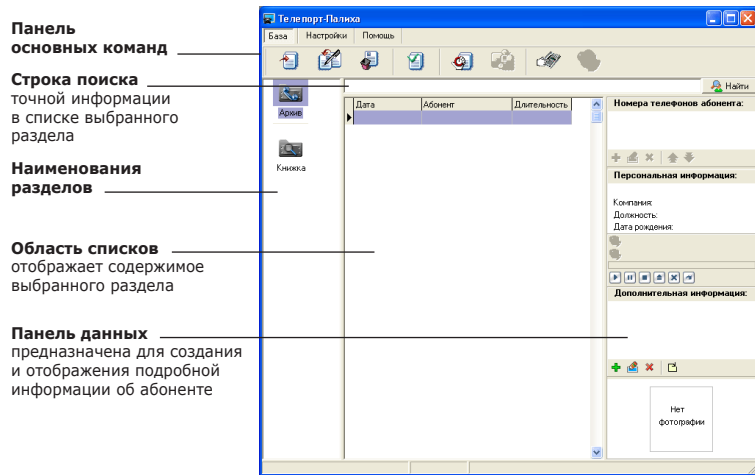 Панель
основных команд
Строка поиска
точной информации
в списке выбранного
раздела
Наименования
разделов
Область списков
отображает содержимое
выбранного раздела
Панель данных
предназначена для создания
и отображения подробной
информации об абоненте
Телепорт-Палиха
База Настройки Помощь
Найти
Архив
Книжка
Дата Абонент Длительность
Номера телефонов абонента:
Персональная информация:
Компания:
Должность:
Дата рождения:
Дополнительная информация:
Нет
фотографии